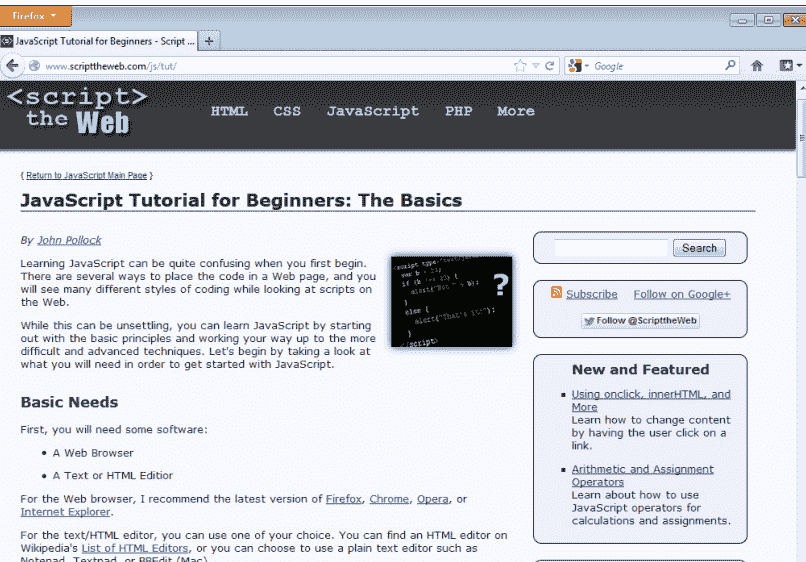 Firefox
JavaScript Tutorial for Beginners - Script ...
www.scripttheweb.com/js/tut/
Google
<script>
the Web
HTML CSS JavaScript PHP More
{ Return to JavaScript Main Page }
JavaScript Tutorial for Beginners: The Basics
By John Pollock
Learning JavaScript can be quite confusing when you first begin.
There are several ways to place the code in a Web page, and you
will see many different styles of coding while looking at scripts on
the Web.
While this can be unsettling, you can learn JavaScript by starting
out with the basic principles and working your way up to the more
difficult and advanced techniques. Let's begin by taking a look at
what you will need in order to get started with JavaScript.
?
else {
alert("That's it!");
}
</script>
Basic Needs
First, you will need some software:
• A Web Browser
• A Text or HTML Editior
For the Web browser, I recommend the latest version of Firefox, Chrome, Opera, or
Internet Explorer.
For the text/HTML editor, you can use one of your choice. You can find an HTML editor on
Wikipedia's List of HTML Editors, or you can choose to use a plain text editor such as
Notepad, Textpad, or BBEdit (Mac)
Search
Subscribe Follow on Google+
Follow @ScripttheWeb
New and Featured
Using onclick, innerHTML, and
More
Learn how to change content
by having the user click on a
link.
Arithmetic and Assignment
Operators
Learn about how to use
JavaScript operators for
calculations and assignments.